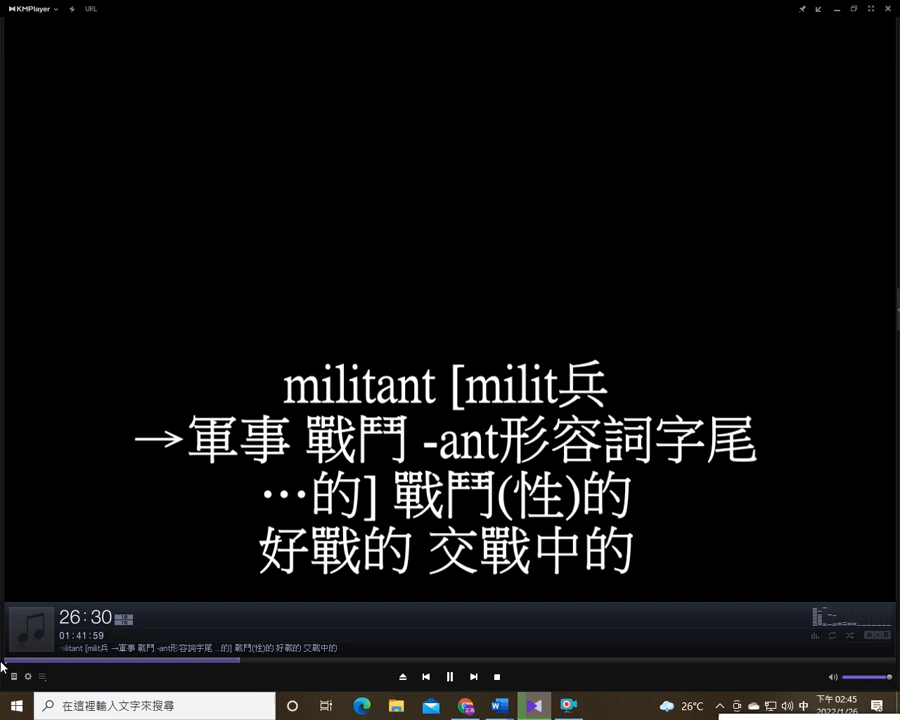 KMPlayer URL
militant [milit兵
→軍事 戰鬥 -ant形容詞字尾
…的] 戰鬥(性)的
好戰的 交戰中的
26:30
01:41:59
militant [milit兵 →軍事 戰鬥 -ant形容詞字尾 …的] 戰鬥(性)的 好戰的 交戰中的
在這裡輸入文字來搜尋
26°C
中
下午 02:45
2022/1/26